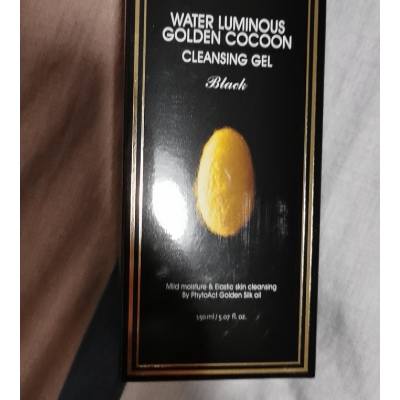 WATER LUMINOUS
GOLDEN COCOON
CLEANSING GEL
Black
Mild moisture & Elastic skin cleansing
By PhytoAct Golden Silk oil
150 ml / 5.07 fl. oz.